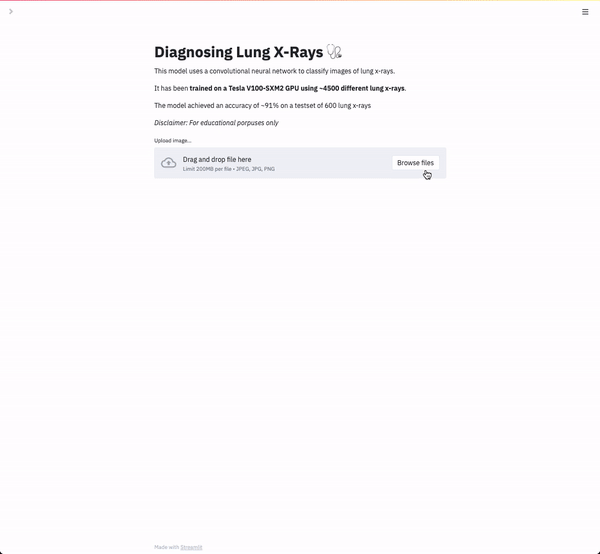 Diagnosing Lung X-Rays 🩺
This model uses a convolutional neural network to classify images of lung x-rays.
It has been trained on a Tesla V100-SXM2 GPU using ~4500 different lung x-rays.
The model achieved an accuracy of ~91% on a testset of 600 lung x-rays
Disclaimer: For educational porpuses only
Upload image...
Drag and drop file here
Browse files
Limit 200MB per file • JPEG, JPG, PNG
Made with Streamlit